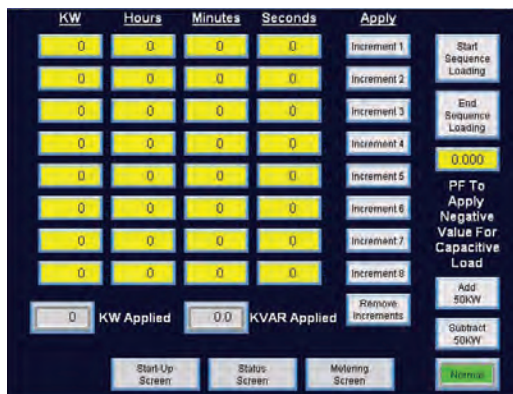 KW Hours Minutes Seconds Apply
0 0 0 0 Increment 1
0 0 0 0 Increment 2
0 0 0 0 Increment 3
0 0 0 0 Increment 4
0 0 0 0 Increment 5
0 0 0 0 Increment 6
0 0 0 0 Increment 7
0 0 0 0 Increment 8
0 KW Applied 0.0 KVAR Applied
Remove
Increments
Start
Sequence
Loading
End
Sequence
Loading
0.000
PF To
Apply
Negative
Value For
Capacitive
Load
Add
50KW
Subtract
50KW
Normal
Start-Up
Screen
Status
Screen
Metering
Screen